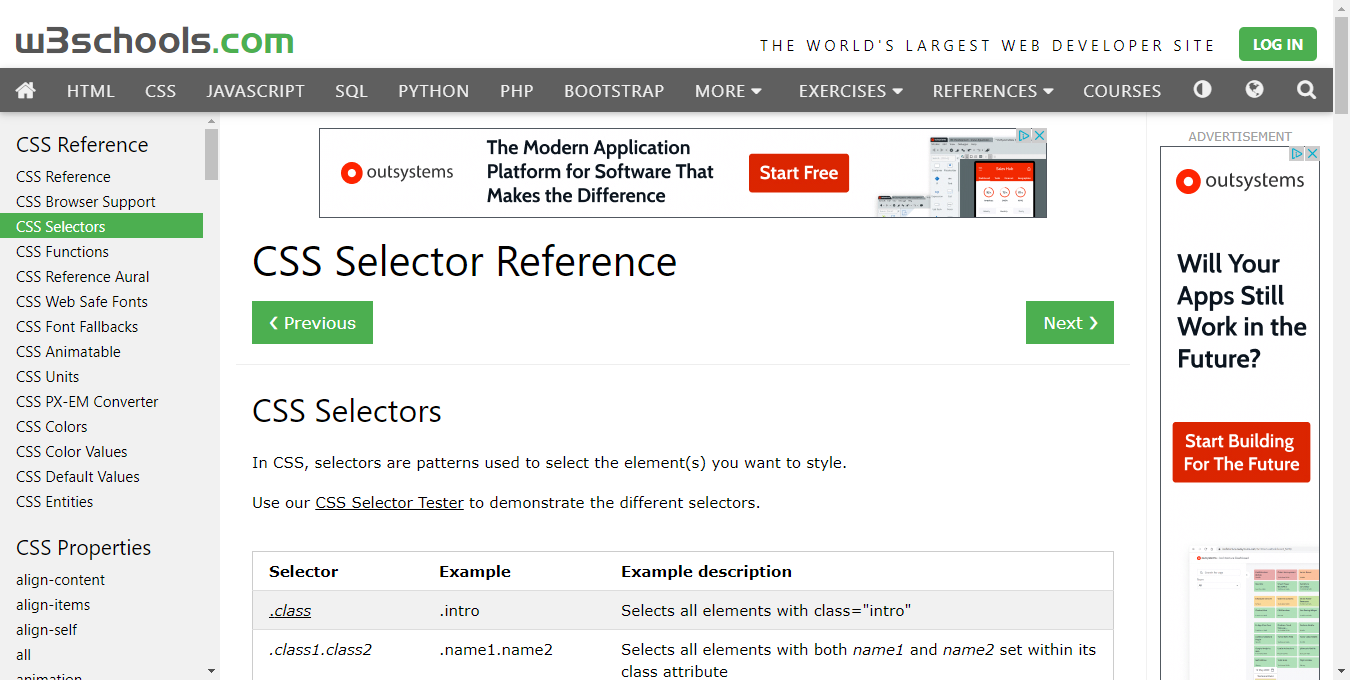 w3schools.com
THE WORLD'S LARGEST WEB DEVELOPER SITE
LOG IN
HTML CSS JAVASCRIPT SQL PYTHON PHP BOOTSTRAP MORE EXERCISES REFERENCES COURSES
CSS Reference
CSS Reference
CSS Browser Support
CSS Selectors
CSS Functions
CSS Reference Aural
CSS Web Safe Fonts
CSS Font Fallbacks
CSS Animatable
CSS Units
CSS PX-EM Converter
CSS Colors
CSS Color Values
CSS Default Values
CSS Entities
CSS Properties
align-content
align-items
align-self
all
animation
outsystems
The Modern Application
Platform for Software That
Makes the Difference
Start Free
CSS Selector Reference
❮ Previous
Next ❯
CSS Selectors
In CSS, selectors are patterns used to select the element(s) you want to style.
Use our CSS Selector Tester to demonstrate the different selectors.
Selector Example Example description
.class .intro Selects all elements with class="intro"
.class1.class2 .name1.name2 Selects all elements with both name1 and name2 set within its
class attribute
ADVERTISEMENT
outsystems
Will Your
Apps Still
Work in the
Future?
Start Building
For The Future